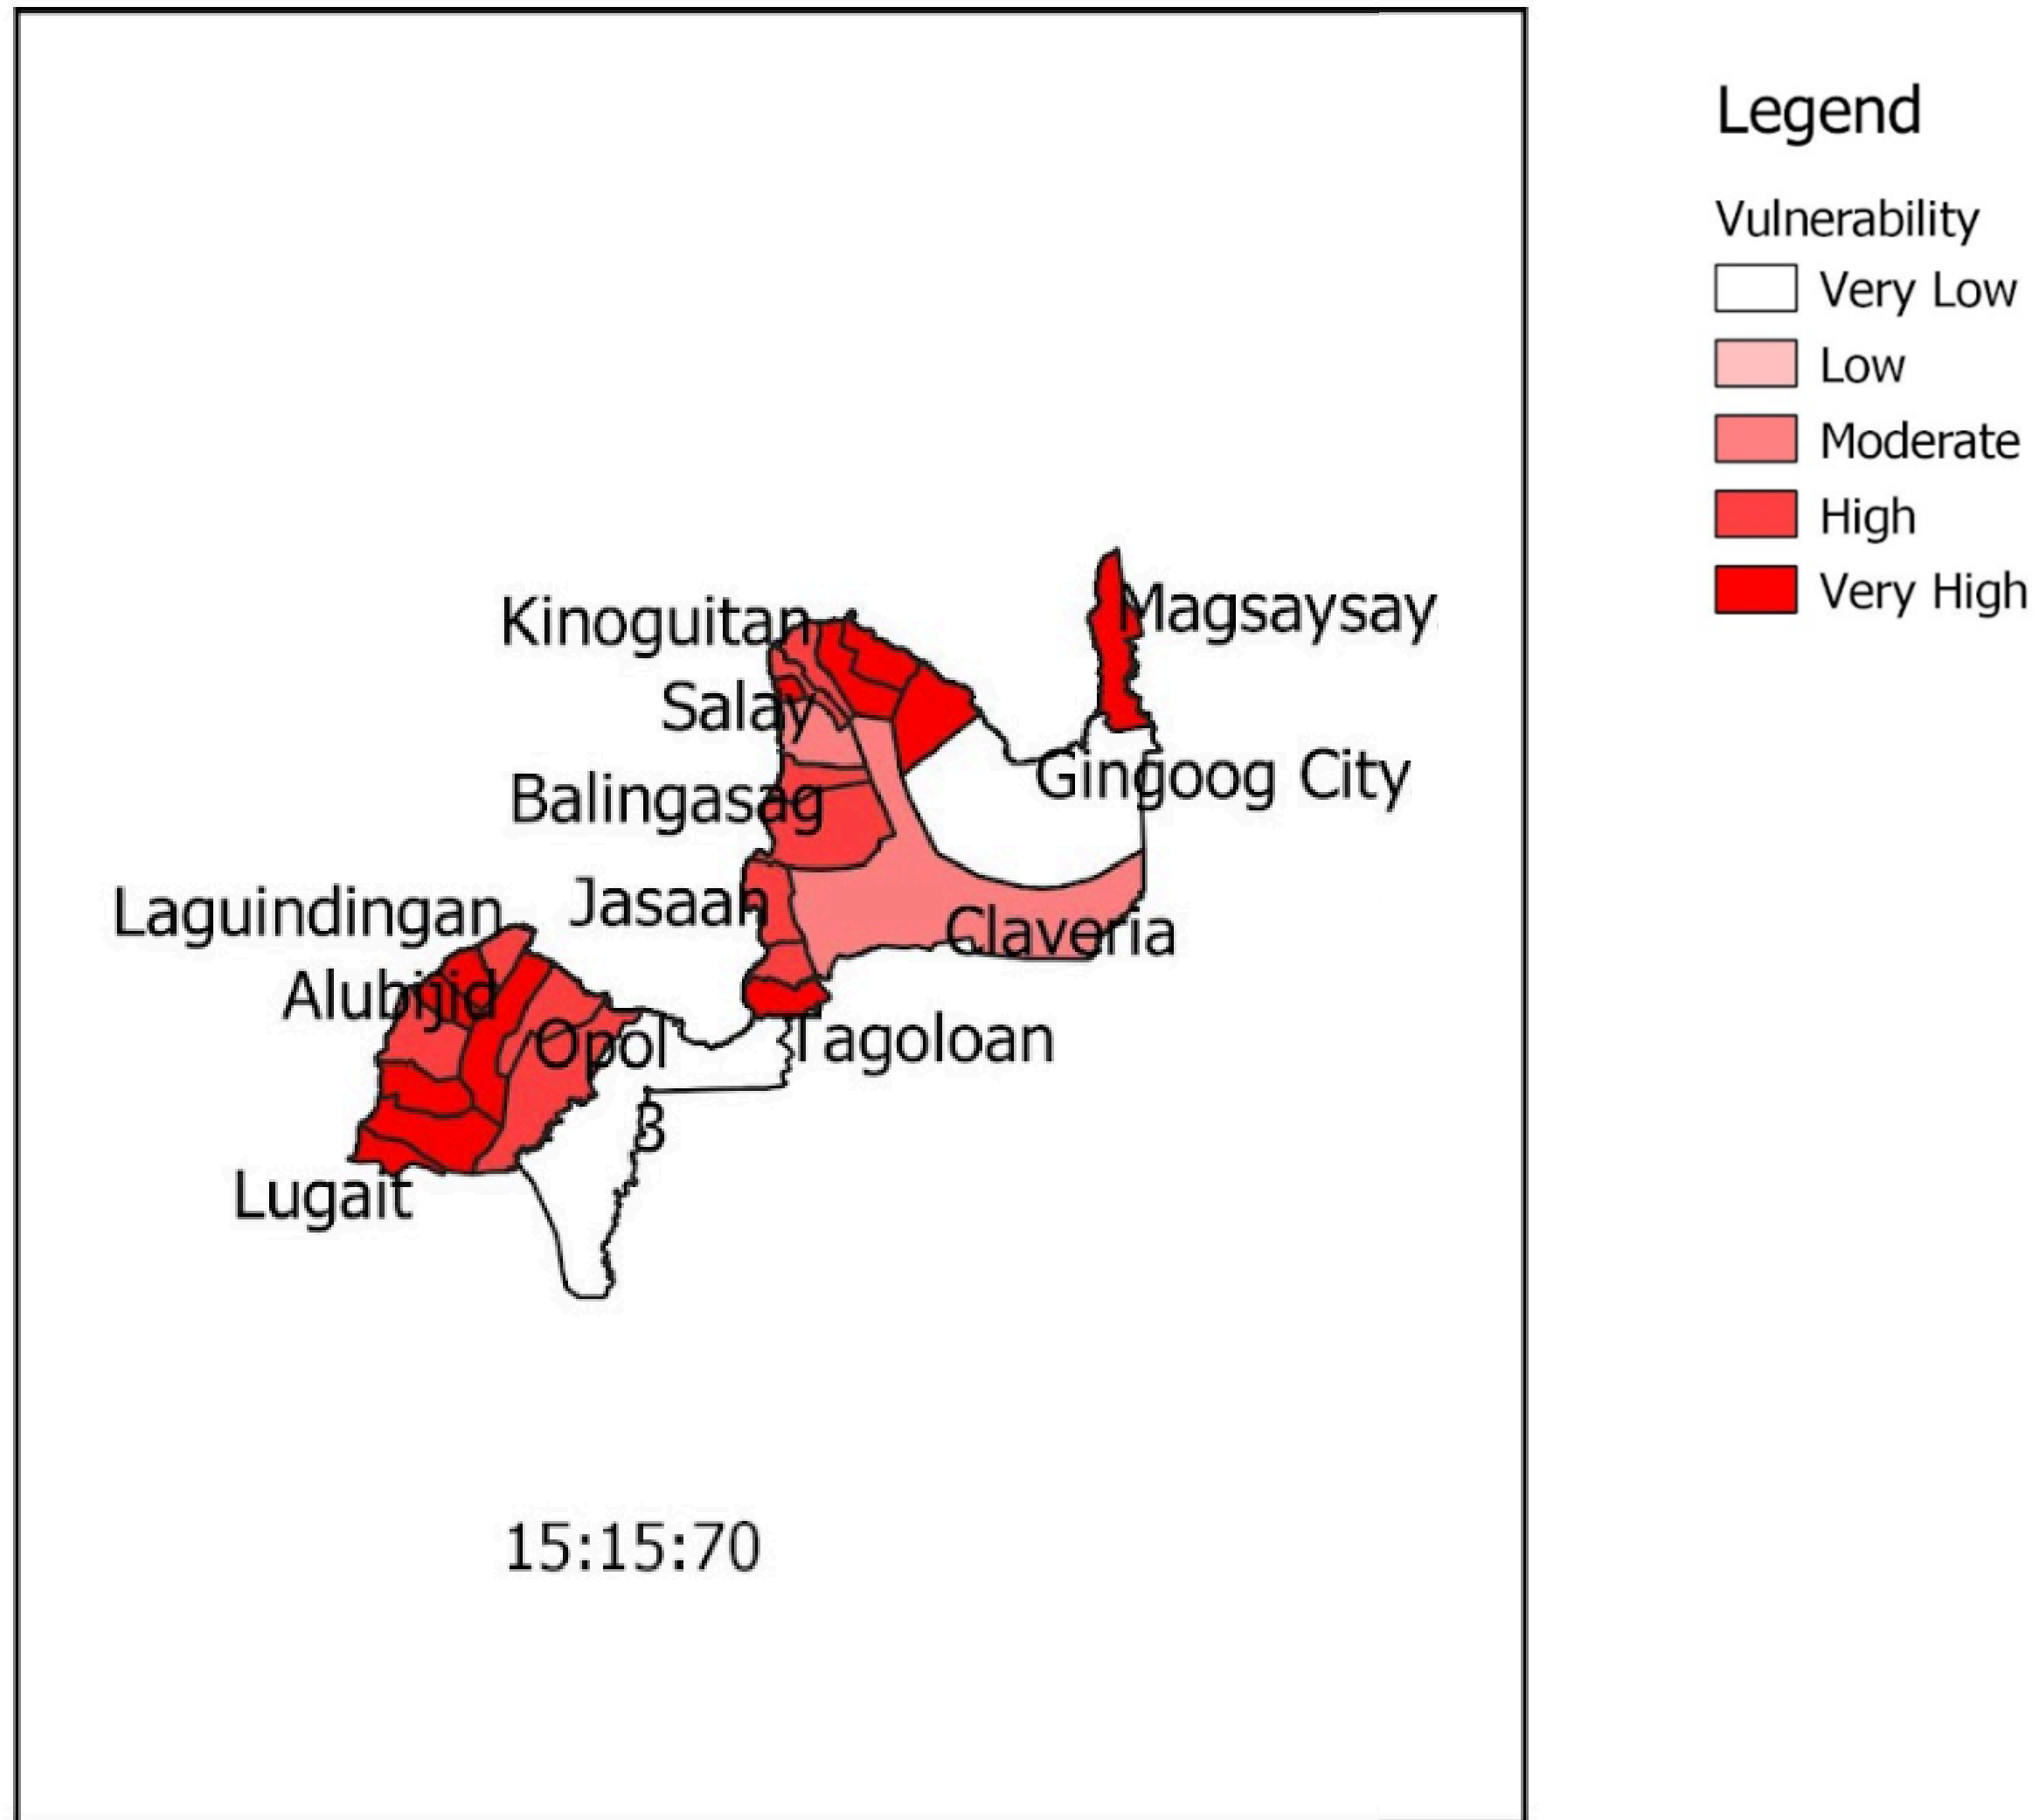 Legend
Vulnerability
Very Low
Low
Moderate
High
Very High
Kinoguitan
Magsaysay
Salay
Gingoog City
Balingasag
Jasaan
Laguindingan
Claveria
Alubijid
Opol
Tagoloan
3
Lugait
15:15:70